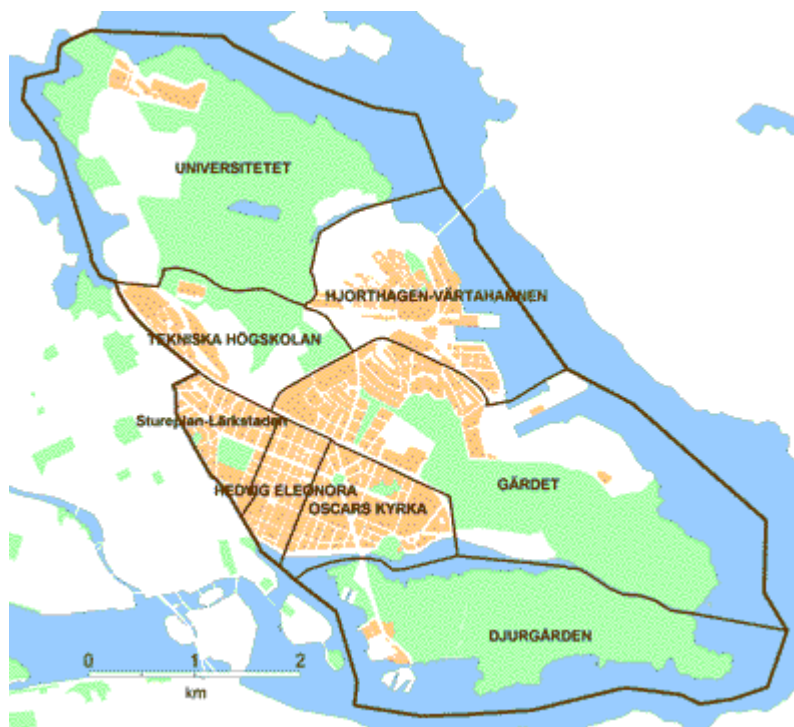 UNIVERSITETET
HJORTHAGEN-VÄRTAHAMNEN
TEKNISKA HÖGSKOLAN
Stureplan-Lärkstaden
HEDVIG ELEONORA
GÄRDET
OSCARS KYRKA
DJURGÅRDEN
0 1 2
km